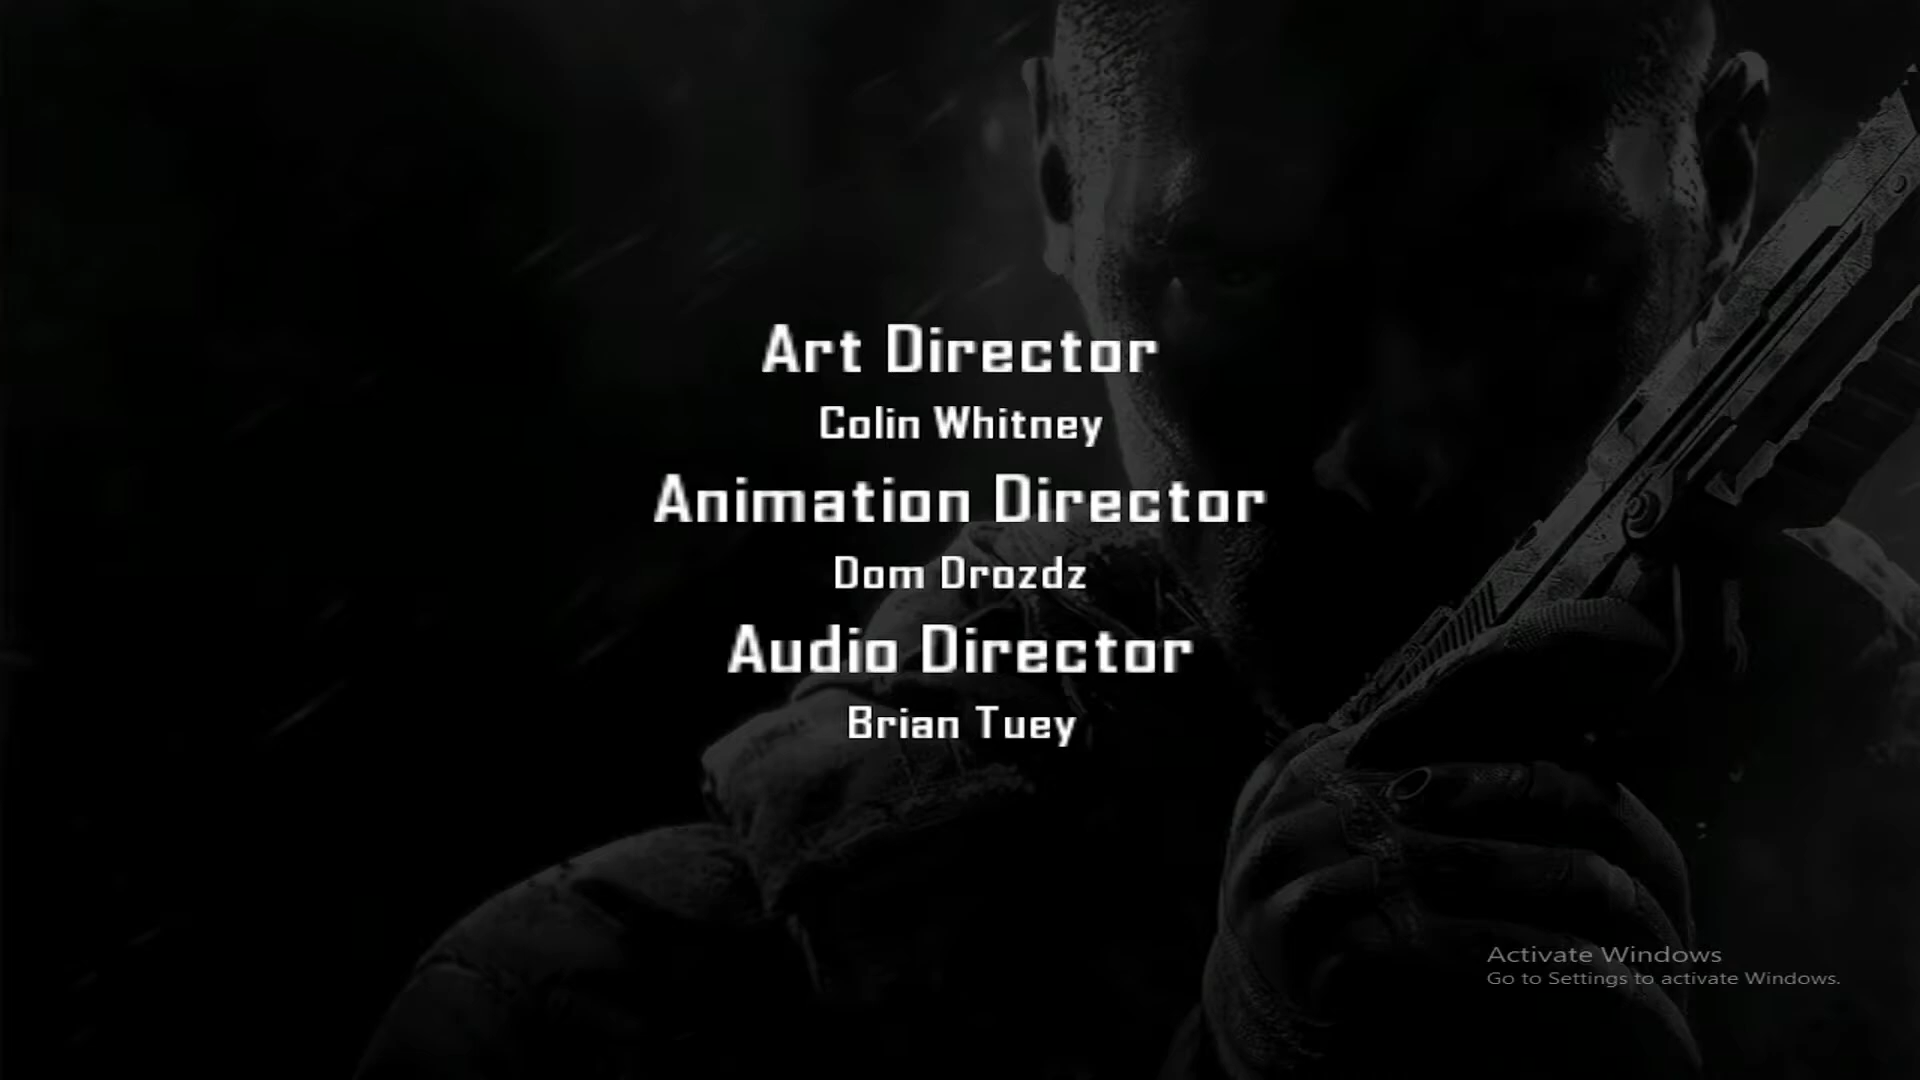 Art Director
Colin Whitney
Animation Director
Dom Drozdz
Audio Director
Brian Tuey
Activate Windows
Go to Settings to activate Windows.